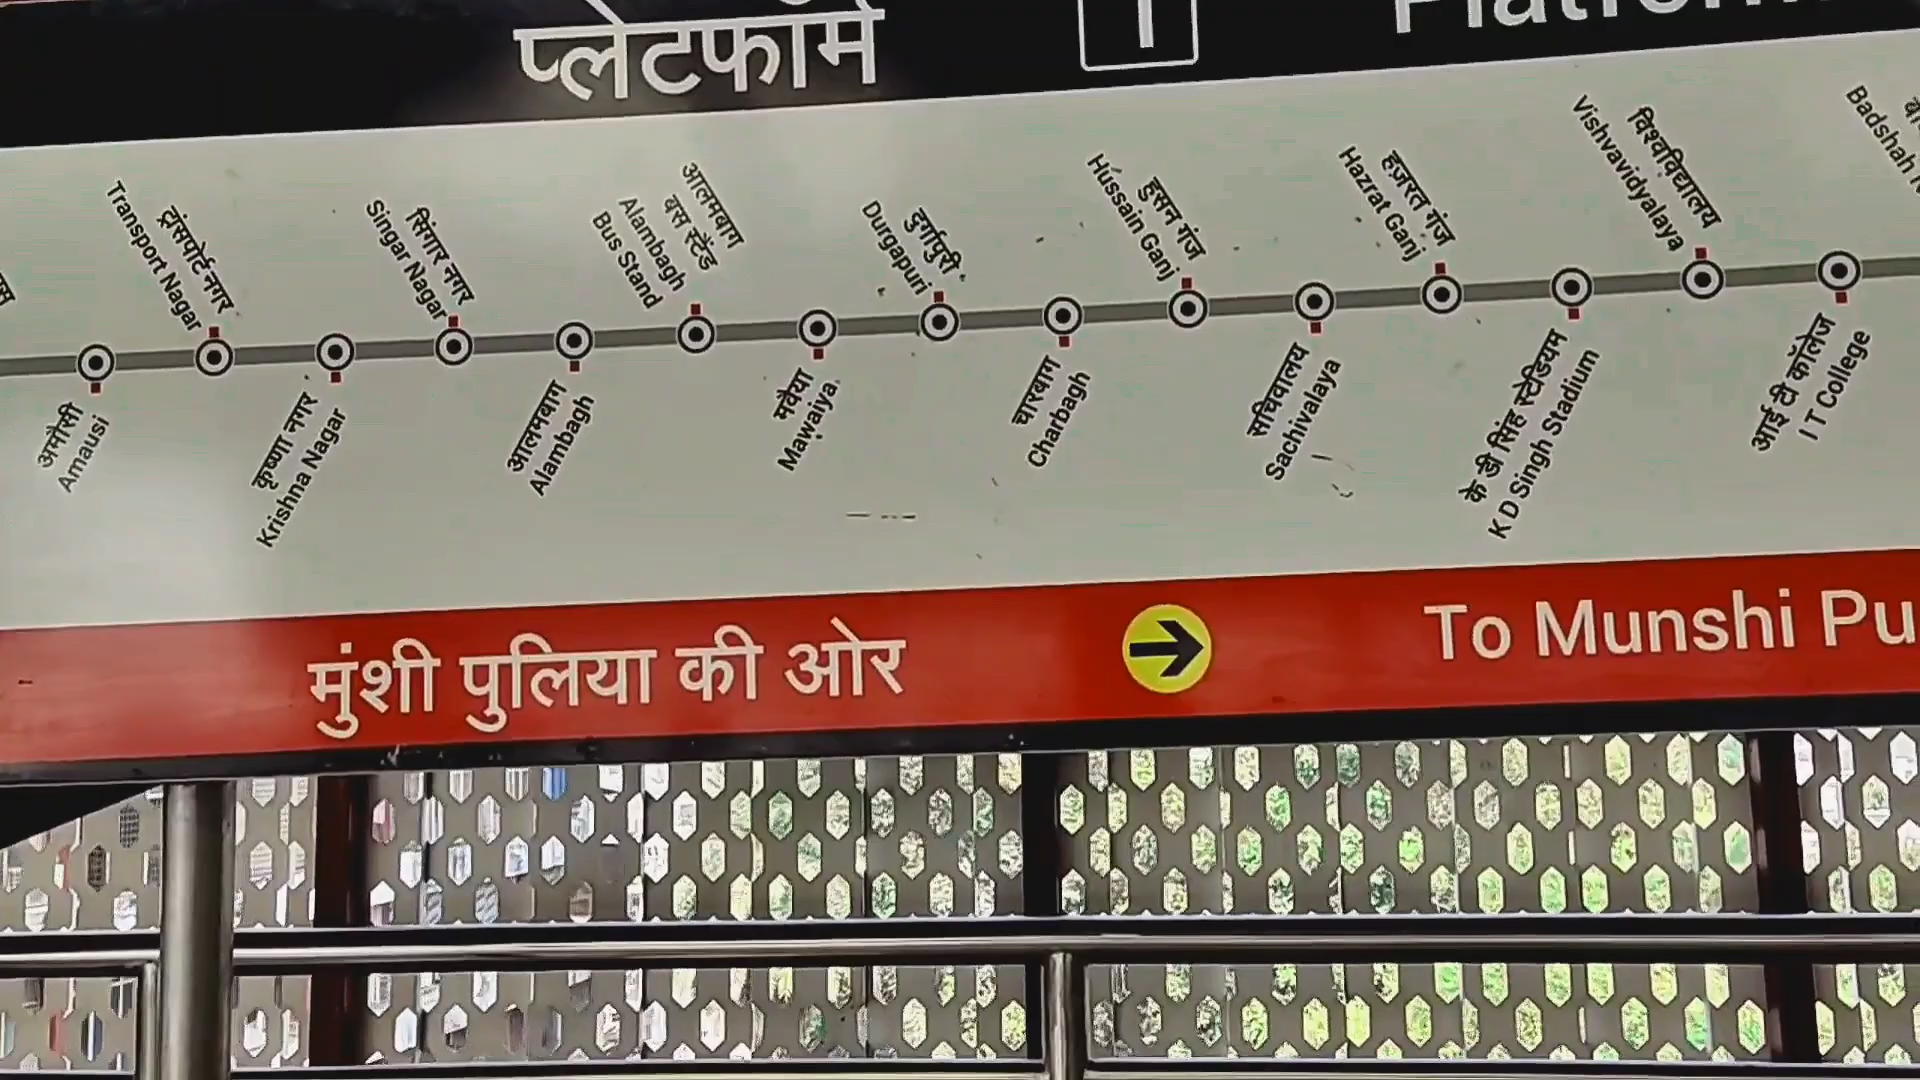 प्लेटफार्म
1
ट्रांसपोर्ट नगर
Transport Nagar
सिंगार नगर
Singar Nagar
आलमबाग
बस स्टैंड
Alambagh
Bus Stand
दुर्गापुरी
Durgapuri
हुसैन गंज
Hussain Ganj
हज़रत गंज
Hazrat Ganj
विश्वविद्यालय
Vishvavidyalaya
Badshah
अमौसी
Amausi
कृष्णा नगर
Krishna Nagar
आलमबाग
Alambagh
मवैया
Mawaiya
चारबाग
Charbagh
सचिवालय
Sachivalaya
के डी सिंह स्टेडियम
K D Singh Stadium
आई टी कॉलेज
I T College
मुंशी पुलिया की ओर
To Munshi Pu